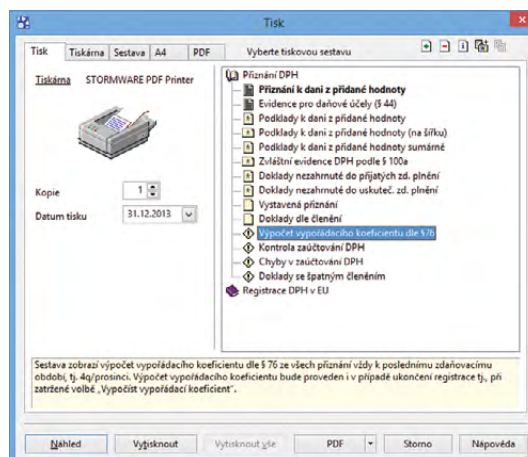 Tisk
Tisk Tiskárna Sestava A4 PDF Vyberte tiskovou sestavu
Tiskárna STORMWARE PDF Printer
Kopie 1
Datum tisku 31.12.2013
Přiznání DPH
Přiznání k dani z přidané hodnoty
Evidence pro daňové účely (§ 44)
Podklady k dani z přidané hodnoty
Podklady k dani z přidané hodnoty (na šířku)
Podklady k dani z přidané hodnoty sumárně
Zvláštní evidence DPH podle § 100a
Doklady nezahrnuté do přijatých zd. plnění
Doklady nezahrnuté do uskuteč. zd. plnění
Vystavená přiznání
Doklady dle členění
Výpočet vypořádacího koeficientu dle §76
Kontrola zaúčtování DPH
Chyby v zaúčtování DPH
Doklady se špatným členěním
Registrace DPH v EU
Sestava zobrazí výpočet vypořádacího koeficientu dle § 76 ze všech přiznání vždy k poslednímu zdaňovacímu
období, tj. 4q/prosinci. Výpočet vypořádacího koeficientu bude proveden i v případě ukončení registrace tj., při
zatržené volbě „Vypočíst vypořádací koeficient".
Náhled Vytisknout Vytisknout vše PDF Storno Nápověda